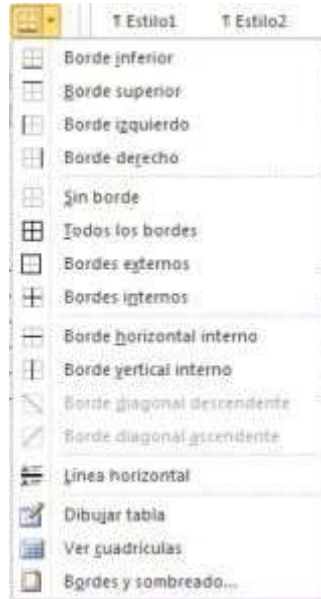 ¶ Estilo1 ¶ Estilo2
Borde inferior
Borde superior
Borde izquierdo
Borde derecho
Sin borde
Todos los bordes
Bordes externos
Bordes internos
Borde horizontal interno
Borde vertical interno
Borde diagonal descendente
Borde diagonal ascendente
Línea horizontal
Dibujar tabla
Ver cuadrículas
Bordes y sombreado...